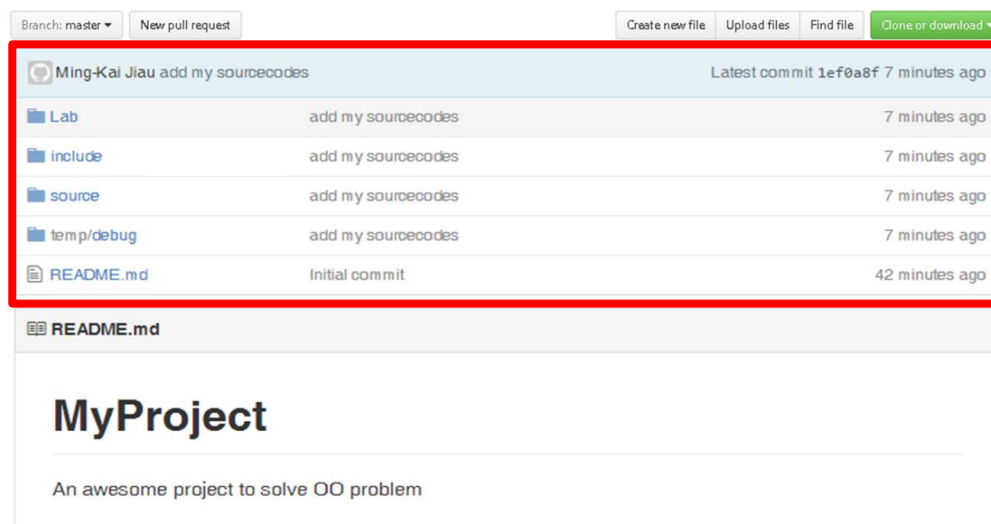 Branch: master New pull request Create new file Upload files Find file Clone or download
Ming-Kai Jiau add my sourcecodes Latest commit 1ef0a8f 7 minutes ago
Lab add my sourcecodes 7 minutes ago
include add my sourcecodes 7 minutes ago
source add my sourcecodes 7 minutes ago
temp/debug add my sourcecodes 7 minutes ago
README.md Initial commit 42 minutes ago
README.md
MyProject
An awesome project to solve OO problem